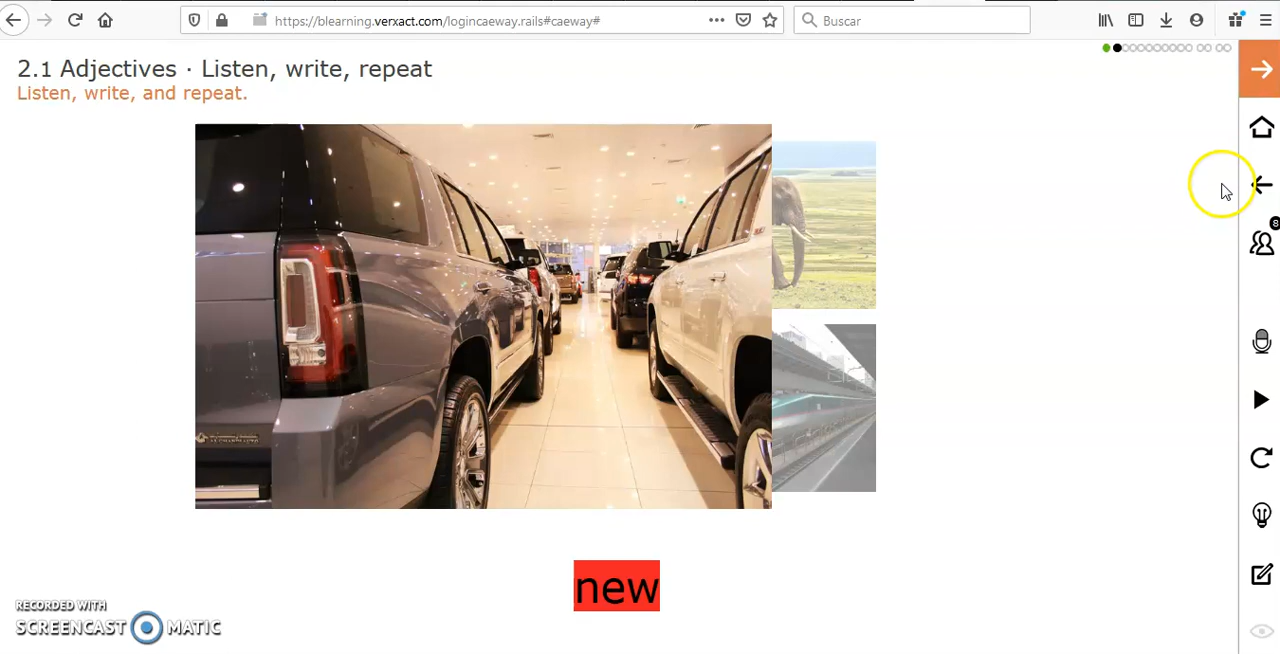 https://blearning.verxact.com/logincaeway.rails#caeway#
Buscar
2.1 Adjectives · Listen, write, repeat
Listen, write, and repeat.
8
new
RECORDED WITH
SCREENCAST MATIC